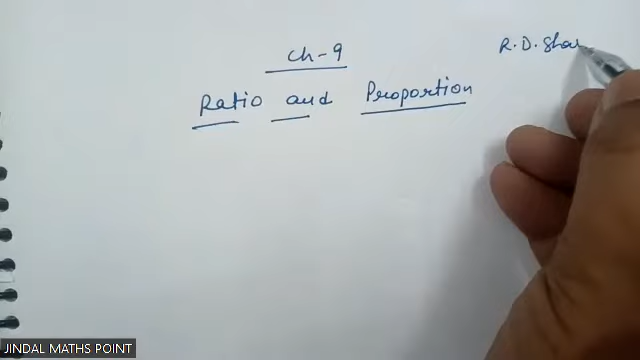 Ch-9
R.D. Shar
Ratio and Proportion
JINDAL MATHS POINT